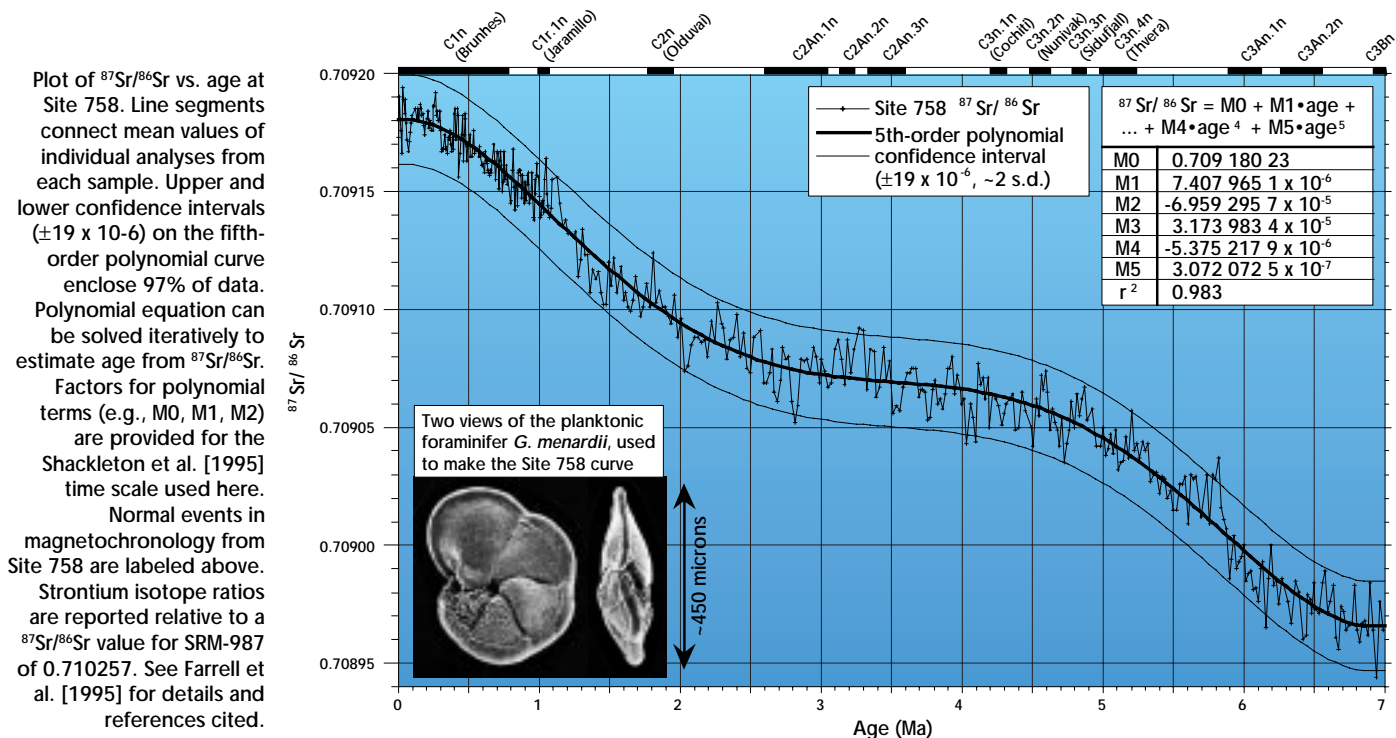 Plot of ⁸⁷Sr/⁸⁶Sr vs. age at
Site 758. Line segments
connect mean values of
individual analyses from
each sample. Upper and
lower confidence intervals
(±19 x 10-6) on the fifth-
order polynomial curve
enclose 97% of data.
Polynomial equation can
be solved iteratively to
estimate age from ⁸⁷Sr/⁸⁶Sr.
Factors for polynomial
terms (e.g., M0, M1, M2)
are provided for the
Shackleton et al. [1995]
time scale used here.
Normal events in
magnetochronology from
Site 758 are labeled above.
Strontium isotope ratios
are reported relative to a
⁸⁷Sr/⁸⁶Sr value for SRM-987
of 0.710257. See Farrell et
al. [1995] for details and
references cited.
C1n
(Brunhes)
C1r.1n
(Jaramillo)
C2n
(Olduvai)
C2An.1n
C2An.2n
C2An.3n
C3n.1n
(Cochiti)
C3n.2n
(Nunivak)
C3n.3n
(Sidufjall)
C3n.4n
(Thvera)
C3An.1n
C3An.2n
C3Bn
0.70920
0.70915
0.70910
0.70905
0.70900
0.70895
⁸⁷Sr/ ⁸⁶Sr
Site 758 ⁸⁷Sr/ ⁸⁶Sr
5th-order polynomial
confidence interval
(±19 x 10⁻⁶, ~2 s.d.)
⁸⁷Sr/ ⁸⁶Sr = M0 + M1•age +
... + M4•age⁴ + M5•age⁵
M0 0.709 180 23
M1 7.407 965 1 x 10⁻⁶
M2 -6.959 295 7 x 10⁻⁵
M3 3.173 983 4 x 10⁻⁵
M4 -5.375 217 9 x 10⁻⁶
M5 3.072 072 5 x 10⁻⁷
r² 0.983
Two views of the planktonic
foraminifer G. menardii, used
to make the Site 758 curve
~450 microns
0 1 2 3 4 5 6 7
Age (Ma)